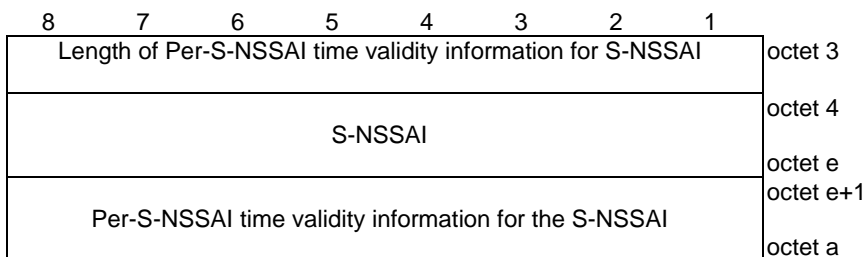 8 7 6 5 4 3 2 1
Length of Per-S-NSSAI time validity information for S-NSSAI octet 3
octet 4
S-NSSAI
octet e
octet e+1
Per-S-NSSAI time validity information for the S-NSSAI
octet a